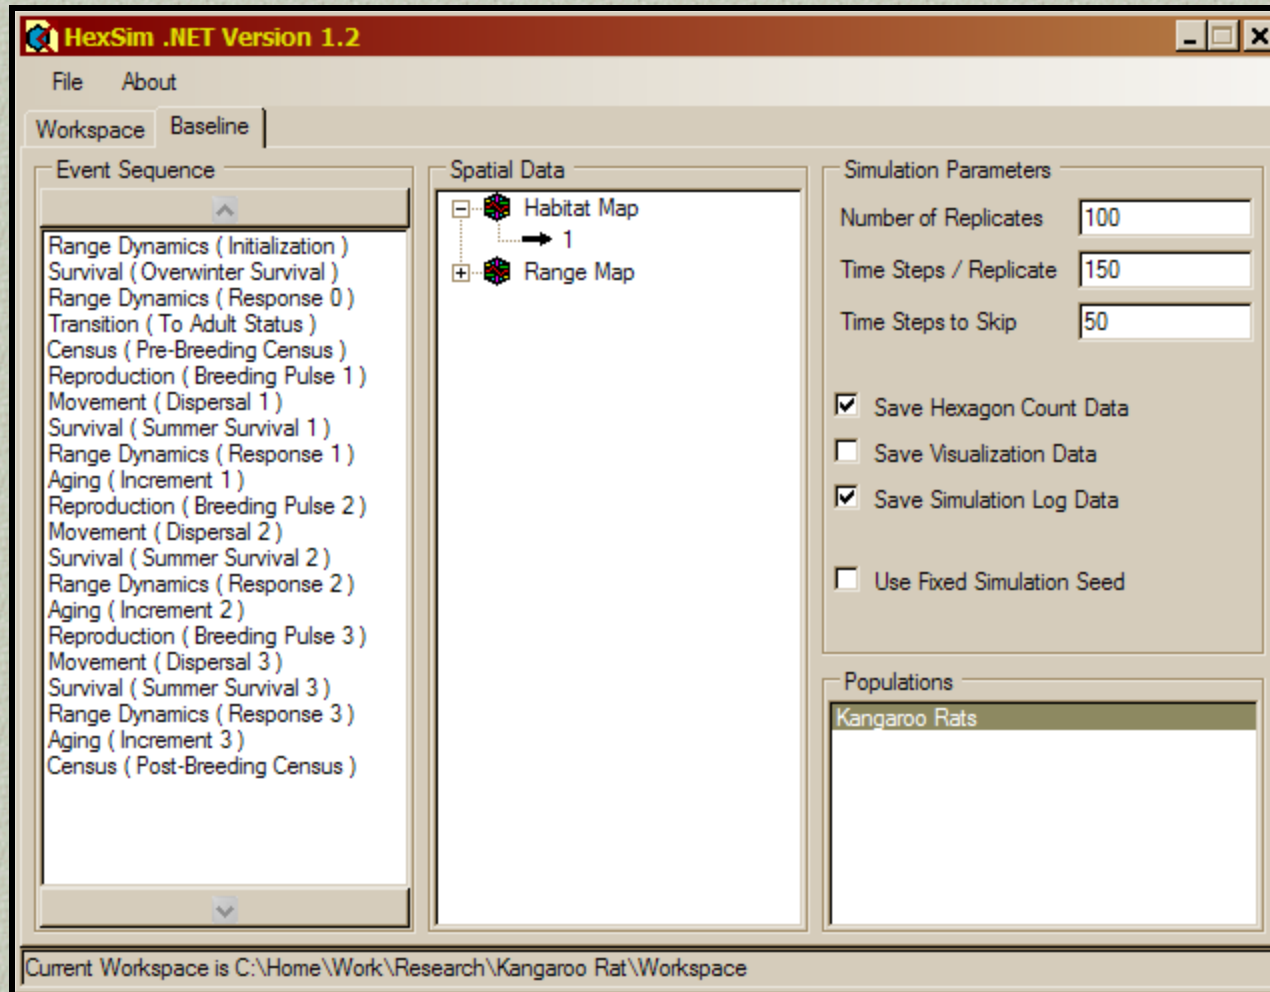 HexSim .NET Version 1.2
File About
Workspace Baseline
Event Sequence
Range Dynamics ( Initialization )
Survival ( Overwinter Survival )
Range Dynamics ( Response 0 )
Transition ( To Adult Status )
Census ( Pre-Breeding Census )
Reproduction ( Breeding Pulse 1 )
Movement ( Dispersal 1 )
Survival ( Summer Survival 1 )
Range Dynamics ( Response 1 )
Aging ( Increment 1 )
Reproduction ( Breeding Pulse 2 )
Movement ( Dispersal 2 )
Survival ( Summer Survival 2 )
Range Dynamics ( Response 2 )
Aging ( Increment 2 )
Reproduction ( Breeding Pulse 3 )
Movement ( Dispersal 3 )
Survival ( Summer Survival 3 )
Range Dynamics ( Response 3 )
Aging ( Increment 3 )
Census ( Post-Breeding Census )
Spatial Data
Habitat Map
1
Range Map
Simulation Parameters
Number of Replicates 100
Time Steps / Replicate 150
Time Steps to Skip 50
Save Hexagon Count Data
Save Visualization Data
Save Simulation Log Data
Use Fixed Simulation Seed
Populations
Kangaroo Rats
Current Workspace is C:\Home\Work\Research\Kangaroo Rat\Workspace